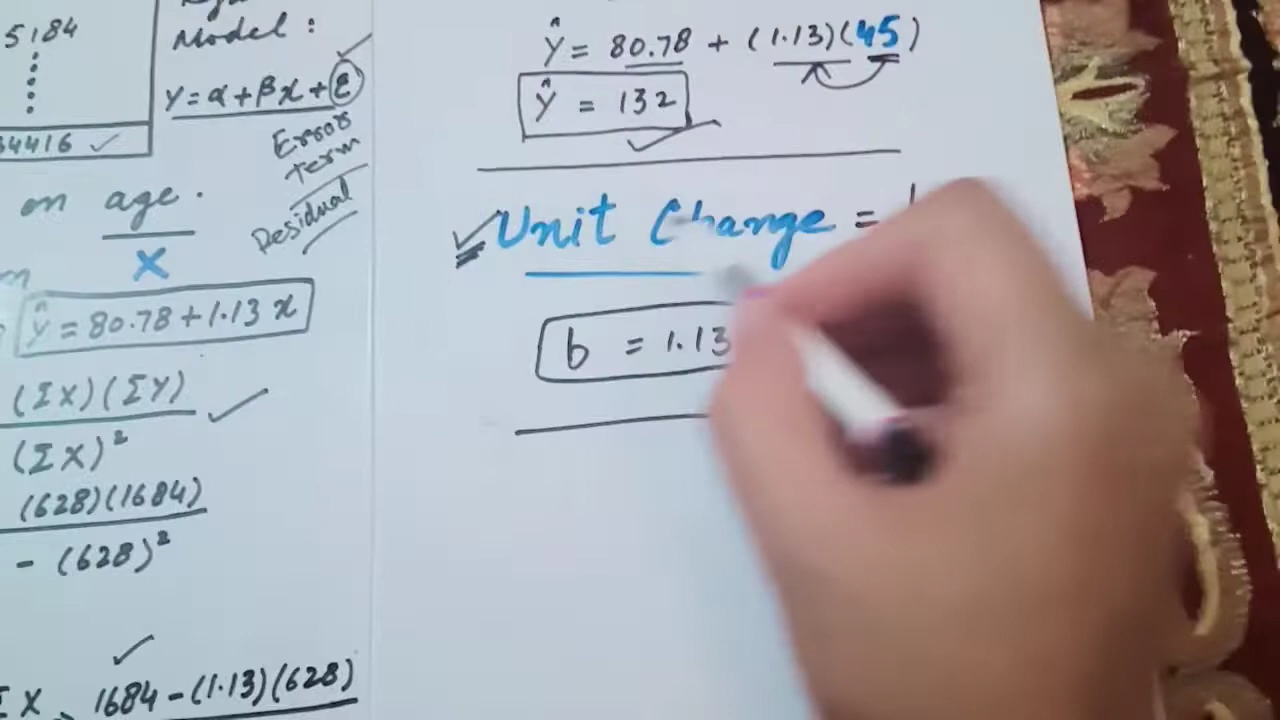 5184
Model :
Y = α + βx + ε
34416 ✓
Error
term
Residual
on age.
X
ŷ = 80.78 + 1.13 x
(ΣX)(ΣY)
(ΣX)²
(628)(1684)
- (628)²
ΣX
1684 - (1.13)(628)
Ŷ = 80.78 + (1.13)(45)
Ŷ = 132
Unit Change =
b = 1.13